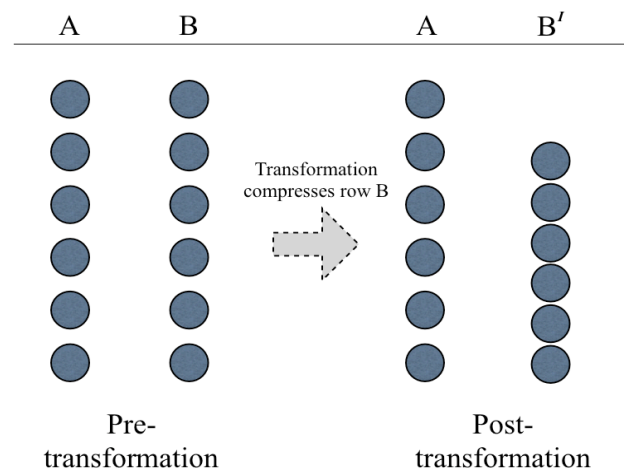 A B A B′
Transformation
compresses row B
Pre-
transformation
Post-
transformation